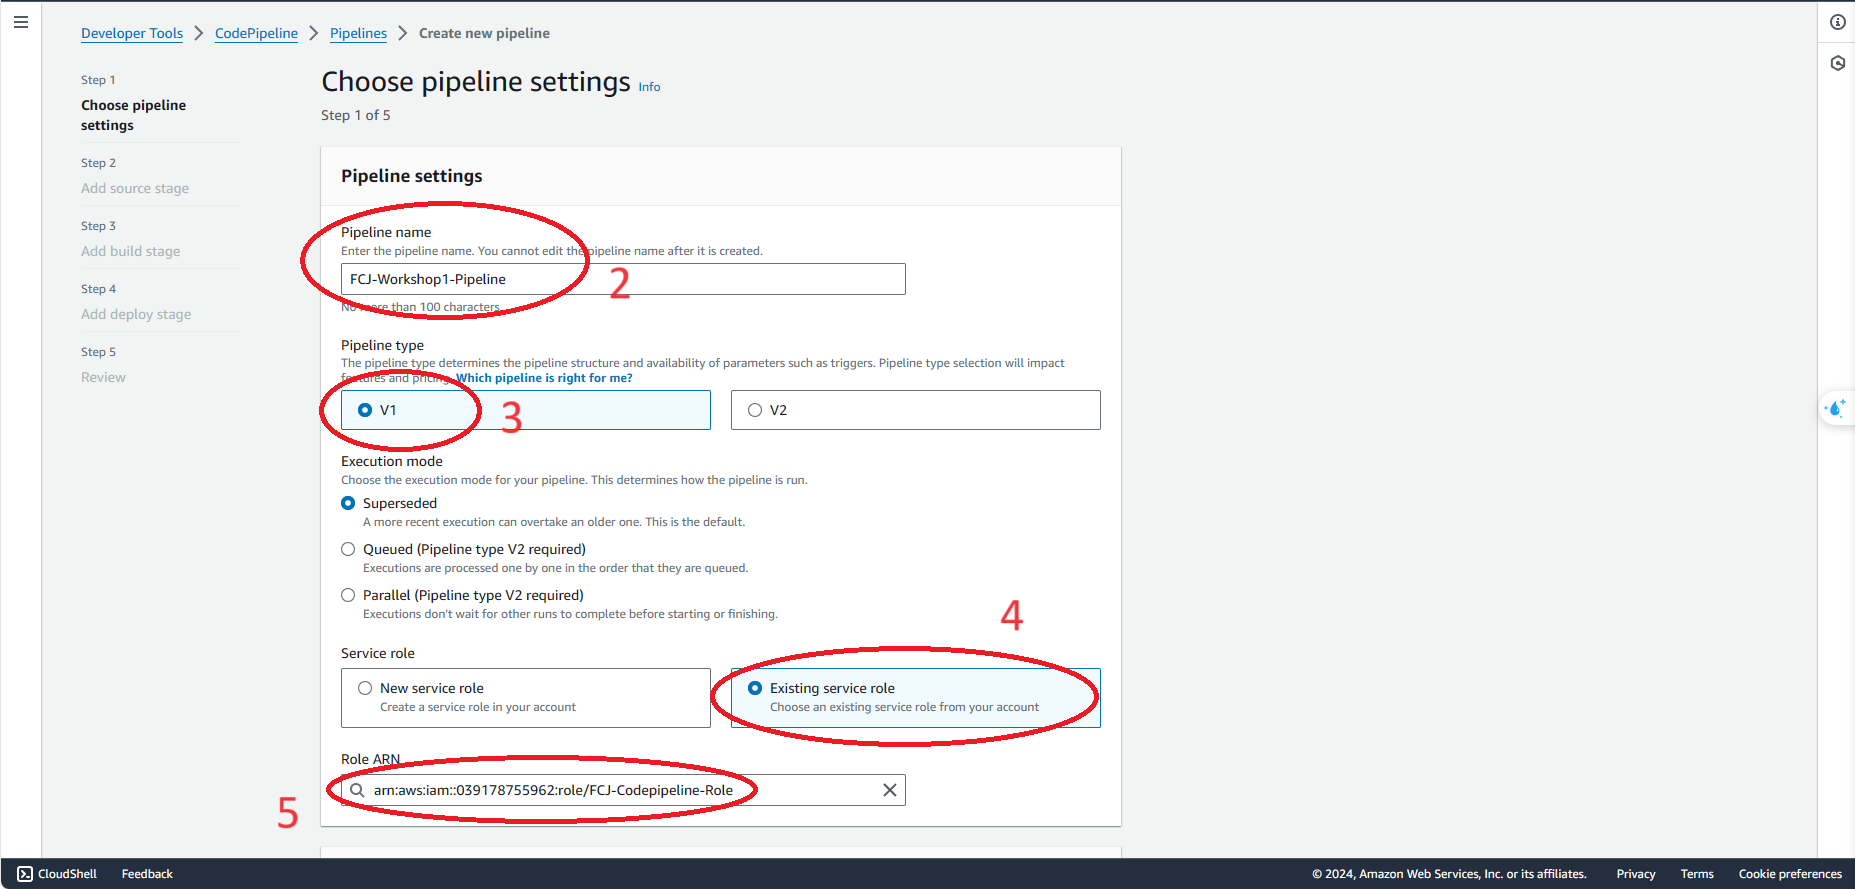 Developer Tools > CodePipeline > Pipelines > Create new pipeline
Step 1
Choose pipeline
settings
Step 2
Add source stage
Step 3
Add build stage
Step 4
Add deploy stage
Step 5
Review
Choose pipeline settings Info
Step 1 of 5
Pipeline settings
Pipeline name
Enter the pipeline name. You cannot edit the pipeline name after it is created.
FCJ-Workshop1-Pipeline
2
No more than 100 characters.
Pipeline type
The pipeline type determines the pipeline structure and availability of parameters such as triggers. Pipeline type selection will impact
features and pricing. Which pipeline is right for me?
V1
3
V2
Execution mode
Choose the execution mode for your pipeline. This determines how the pipeline is run.
Superseded
A more recent execution can overtake an older one. This is the default.
Queued (Pipeline type V2 required)
Executions are processed one by one in the order that they are queued.
Parallel (Pipeline type V2 required)
Executions don't wait for other runs to complete before starting or finishing.
4
Service role
New service role
Create a service role in your account
Existing service role
Choose an existing service role from your account
Role ARN
arn:aws:iam::039178755962:role/FCJ-Codepipeline-Role
5
CloudShell Feedback © 2024, Amazon Web Services, Inc. or its affiliates. Privacy Terms Cookie preferences